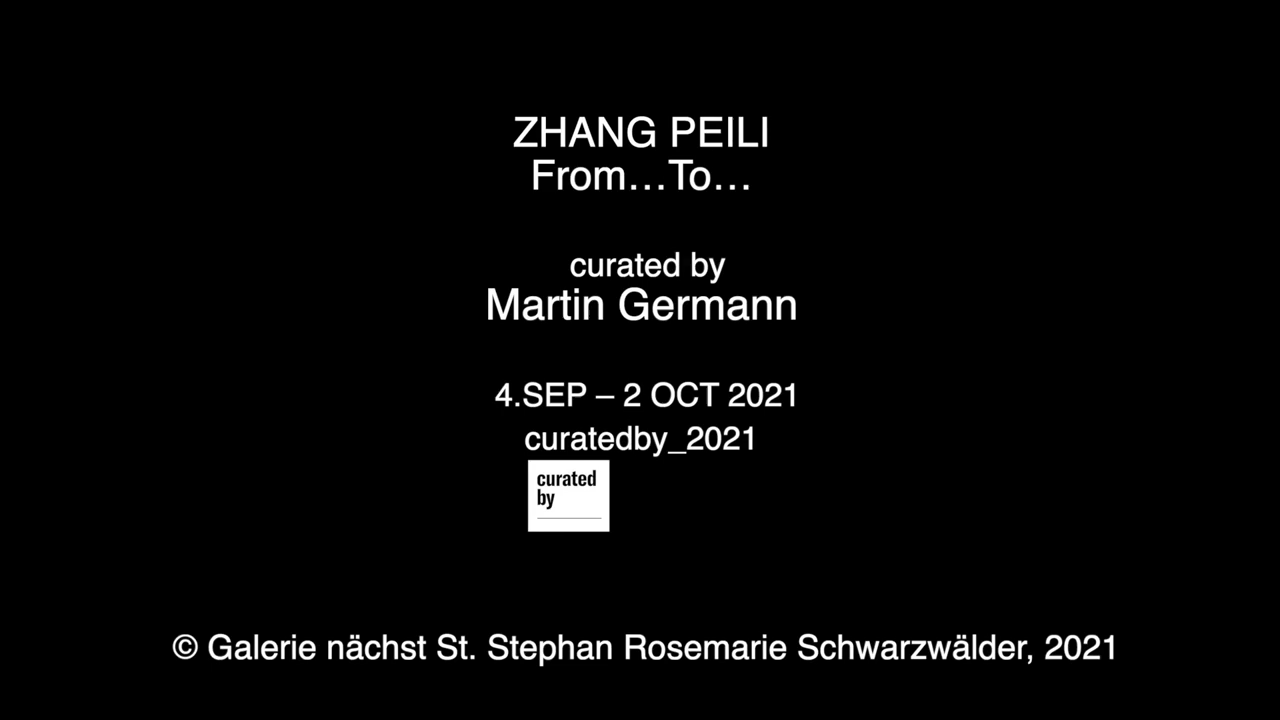 ZHANG PEILI
From…To…
curated by
Martin Germann
4.SEP – 2 OCT 2021
curatedby_2021
curated
by
© Galerie nächst St. Stephan Rosemarie Schwarzwälder, 2021